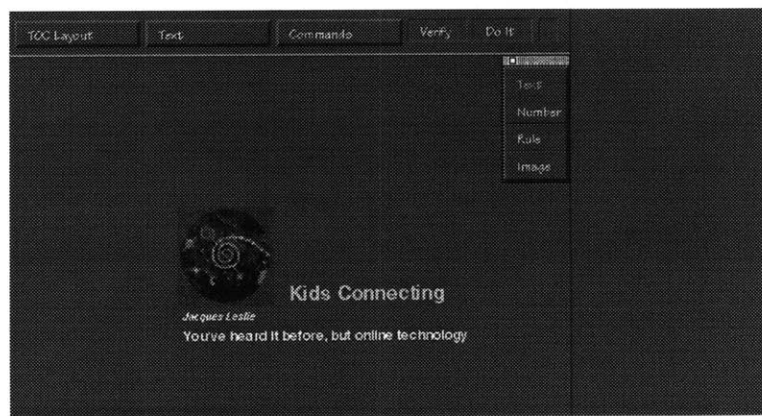 TOC Layout Text Commando Verify Do It
Text
Number
Rule
Image
Kids Connecting
Jacques Leslie
You've heard it before, but online technology